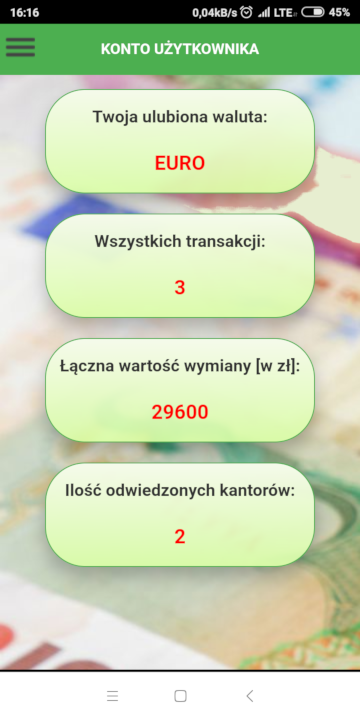 16:16 0,04kB/s LTE 45%
KONTO UŻYTKOWNIKA
Twoja ulubiona waluta:
EURO
Wszystkich transakcji:
3
Łączna wartość wymiany [w zł]:
29600
Ilość odwiedzonych kantorów:
2